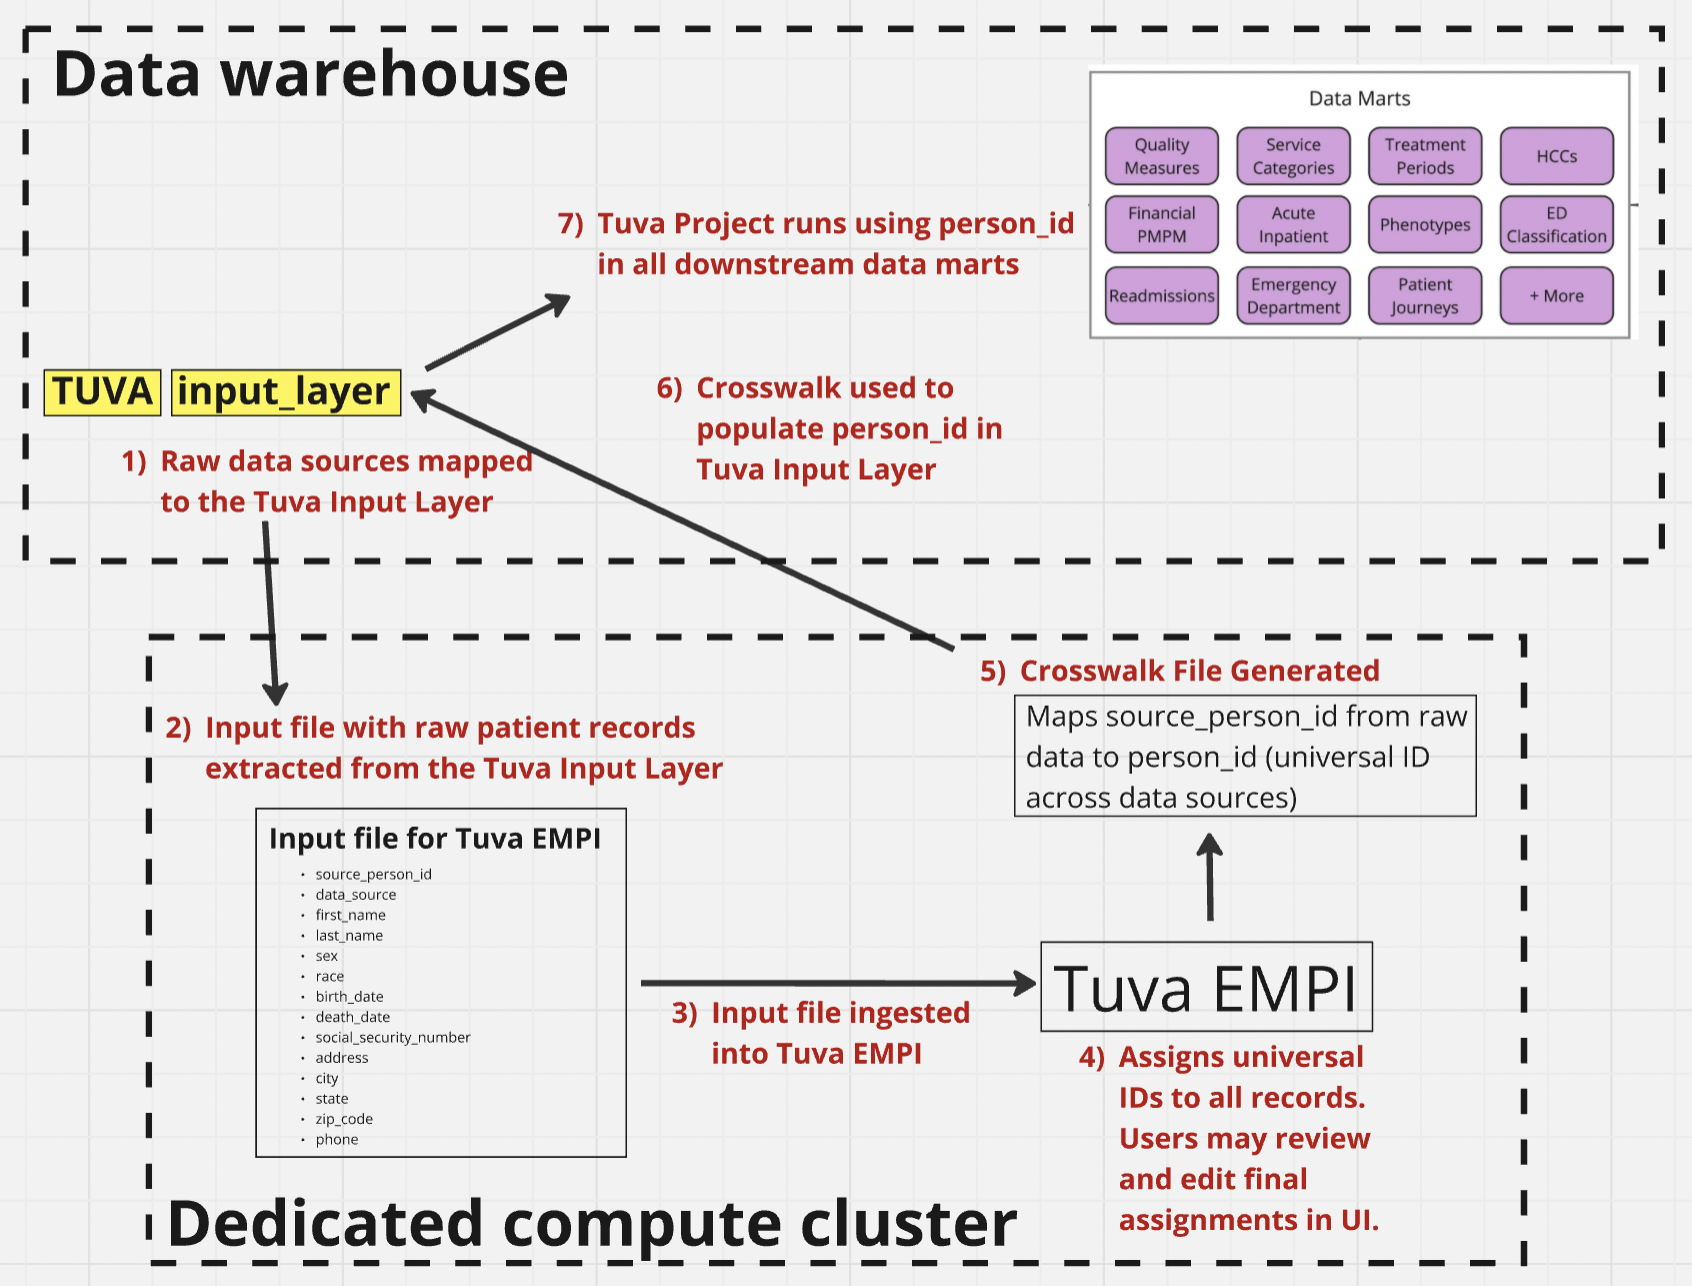 Data warehouse
Data Marts
Quality
Measures
Service
Categories
Treatment
Periods
HCCs
Financial
PMPM
Acute
Inpatient
Phenotypes
ED
Classification
Readmissions
Emergency
Department
Patient
Journeys
+ More
7) Tuva Project runs using person_id
in all downstream data marts
TUVA input_layer
6) Crosswalk used to
populate person_id in
Tuva Input Layer
1) Raw data sources mapped
to the Tuva Input Layer
5) Crosswalk File Generated
Maps source_person_id from raw
data to person_id (universal ID
across data sources)
2) Input file with raw patient records
extracted from the Tuva Input Layer
Input file for Tuva EMPI
• source_person_id
• data_source
• first_name
• last_name
• sex
• race
• birth_date
• death_date
• social_security_number
• address
• city
• state
• zip_code
• phone
3) Input file ingested
into Tuva EMPI
Tuva EMPI
4) Assigns universal
IDs to all records.
Users may review
and edit final
assignments in UI.
Dedicated compute cluster